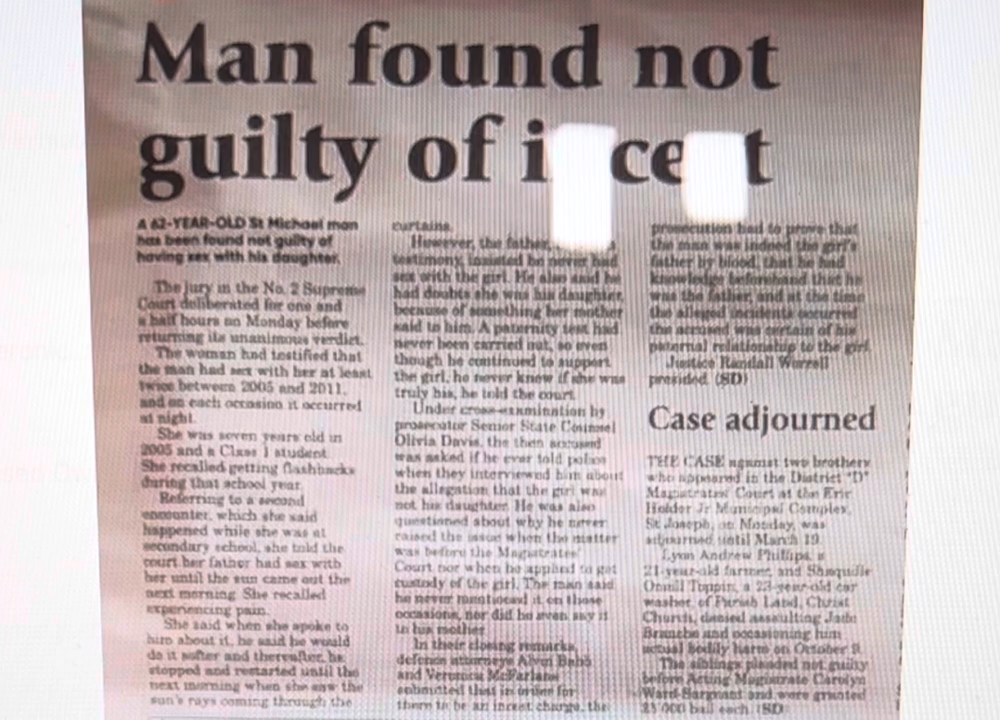 Man found not
guilty of i ce t
A 62-YEAR-OLD St Michael man
has been found not guilty of
having sex with his daughter.
The jury in the No. 2 Supreme
Court deliberated for one and
a half hours on Monday before
returning its unanimous verdict.
The woman had testified that
the man had sex with her at least
twice between 2005 and 2011,
and on each occasion it occurred
at night.
She was seven years old in
2005 and a Class 1 student.
She recalled getting flashbacks
during that school year.
Referring to a second
encounter, which she said
happened while she was at
secondary school, she told the
court her father had sex with
her until the sun came out the
next morning. She recalled
experiencing pain.
She said when she spoke to
him about it, he said he would
do it softer and thereafter, he
stopped and restarted until the
next morning when she saw the
sun's rays coming through the
curtains.
However, the father,
testimony, insisted he never had
sex with the girl. He also said he
had doubts she was his daughter,
because of something her mother
said to him. A paternity test had
never been carried out, so even
though he continued to support
the girl, he never knew if she was
truly his, he told the court.
Under cross-examination by
prosecutor Senior State Counsel
Olivia Davis, the then accused
was asked if he ever told police
when they interviewed him about
the allegation that the girl was
not his daughter. He was also
questioned about why he never
raised the issue when the matter
was before the Magistrates'
Court nor when he applied to get
custody of the girl. The man said
he never mentioned it on those
occasions, nor did he even say it
to his mother.
In their closing remarks,
defence attorneys Alvan Babb
and Veronica McFarlane
submitted that in order for
there to be an incest charge, the
prosecution had to prove that
the man was indeed the girl's
father by blood, that he had
knowledge beforehand that he
was the father, and at the time
the alleged incidents occurred
the accused was certain of his
paternal relationship to the girl.
Justice Randall Worrell
presided. (SD)
Case adjourned
THE CASE against two brothers
who appeared in the District "D"
Magistrates' Court at the Eric
Holder Jr Municipal Complex,
St Joseph, on Monday, was
adjourned until March 19.
Lyon Andrew Phillips, a
21-year-old farmer, and Shaquille
Oneill Toppin, a 23-year-old car
washer, of Parish Land, Christ
Church, denied assaulting Jade
Branche and occasioning him
actual bodily harm on October 9.
The siblings pleaded not guilty
before Acting Magistrate Carolyn
Ward-Sargeant and were granted
$3 000 bail each. (SD)